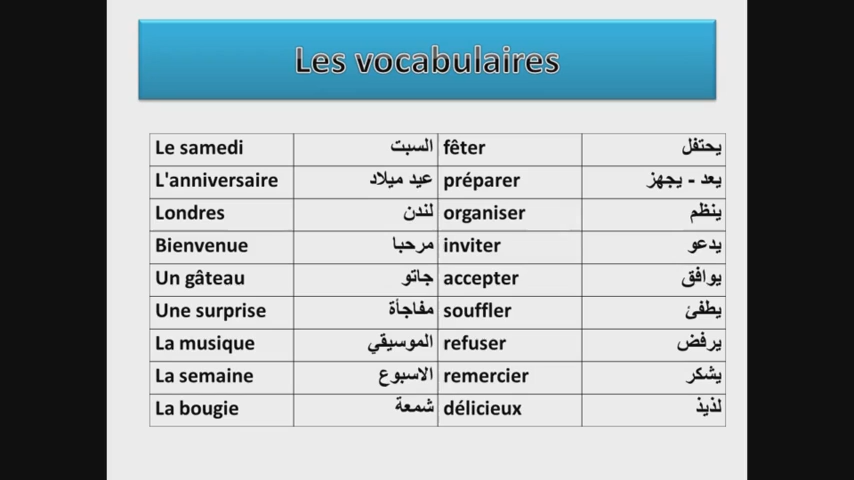 Les vocabulaires
Le samedi السبت fêter يحتفل
L'anniversaire عيد ميلاد préparer يعد - يجهز
Londres لندن organiser ينظم
Bienvenue مرحبا inviter يدعو
Un gâteau جاتو accepter يوافق
Une surprise مفاجأة souffler يطفئ
La musique الموسيقي refuser يرفض
La semaine الاسبوع remercier يشكر
La bougie شمعة délicieux لذيذ